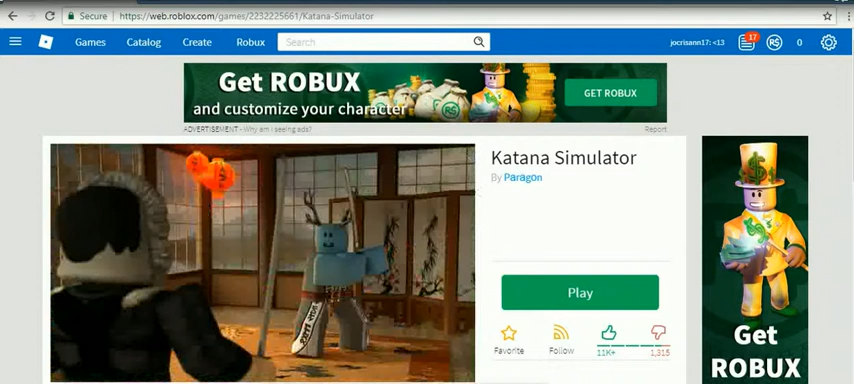 Secure https://web.roblox.com/games/2232225661/Katana-Simulator
Games Catalog Create Robux Search jocrisann17: <13 17 R$ 0
Get ROBUX
and customize your character
GET ROBUX
ADVERTISEMENT - Why am I seeing ads? Report
Katana Simulator
By Paragon
Play
Favorite Follow 11K+ 1,315
Get
ROBUX